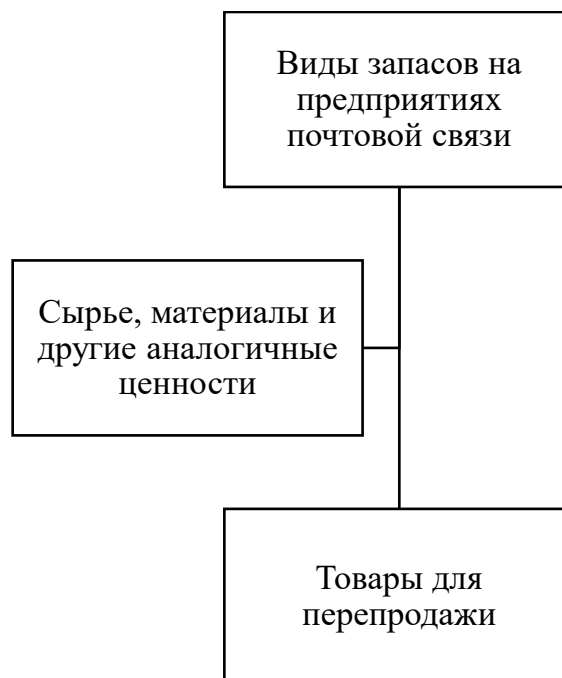 Виды запасов на
предприятиях
почтовой связи
Сырье, материалы и
другие аналогичные
ценности
Товары для
перепродажи